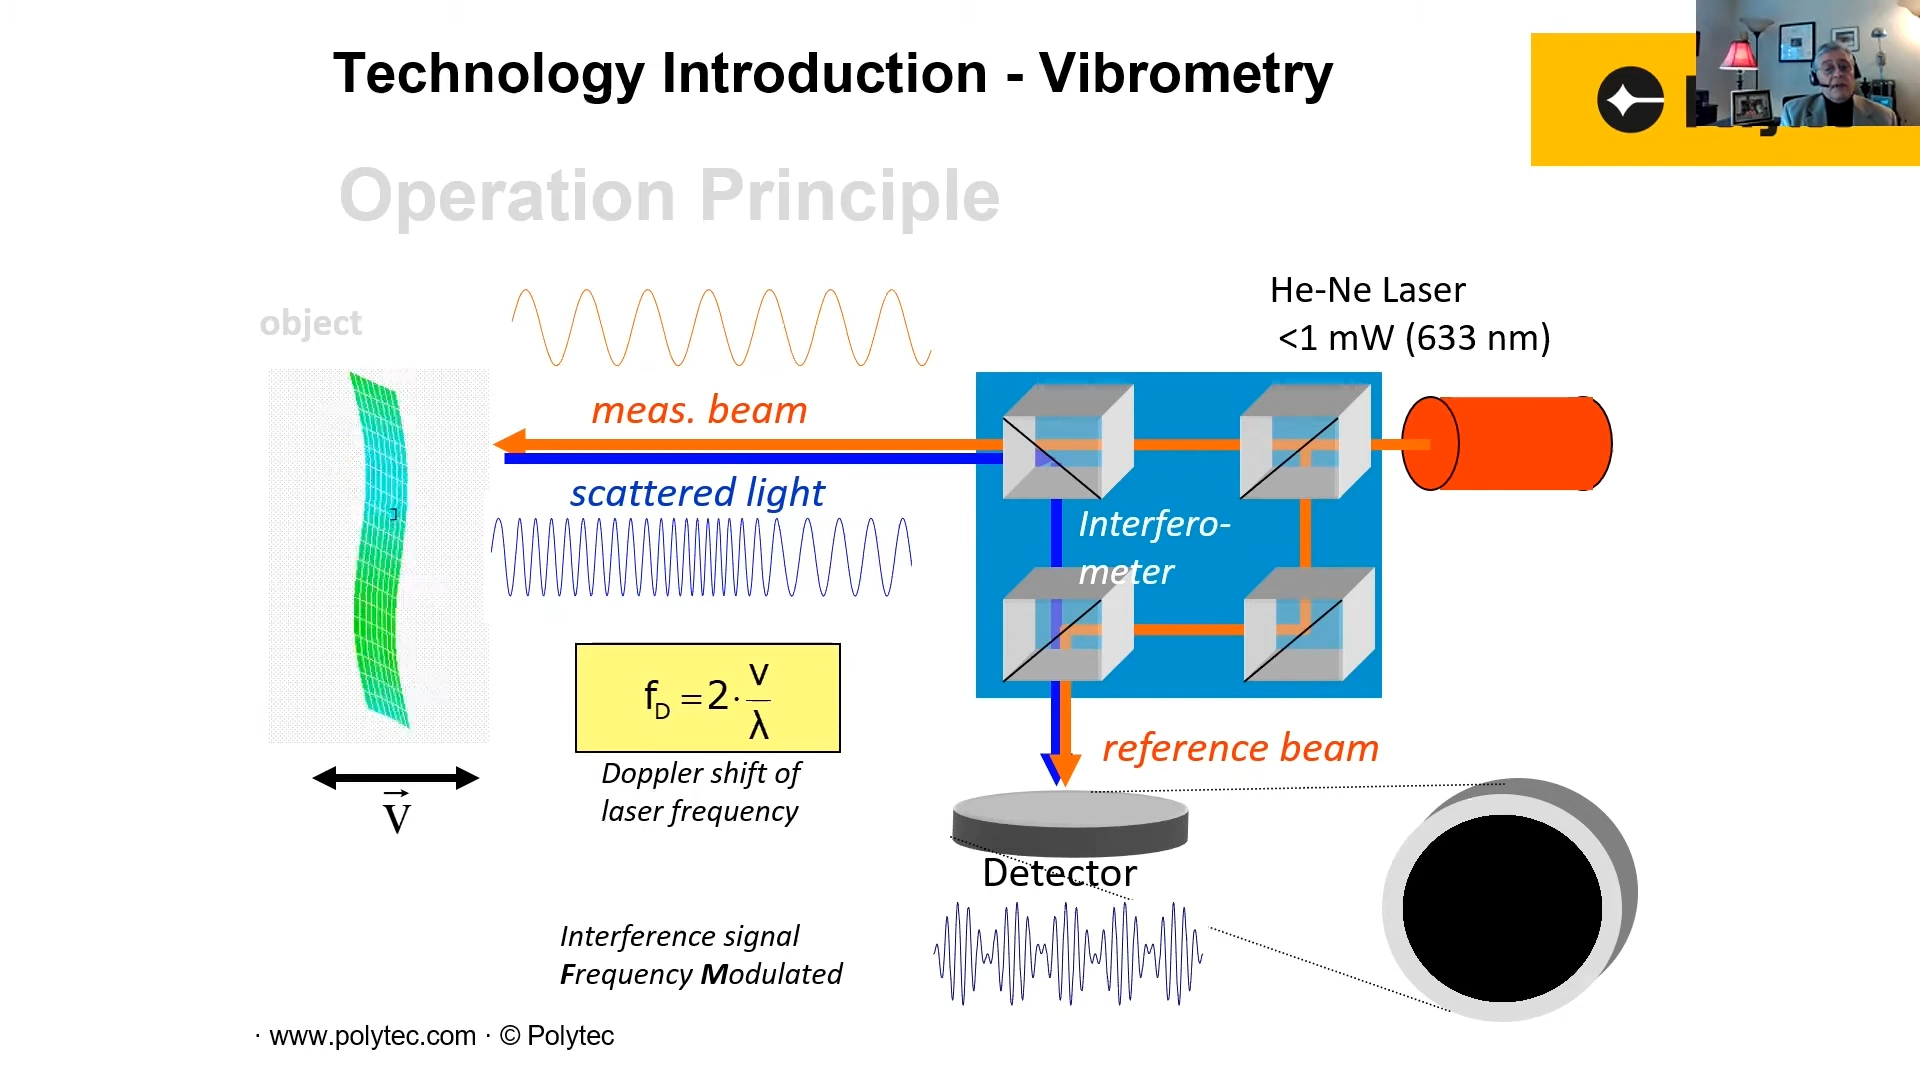 Technology Introduction - Vibrometry
Operation Principle
object
He-Ne Laser
<1 mW (633 nm)
meas. beam
scattered light
Interfero-
meter
f_D = 2 · v/λ
Doppler shift of
laser frequency
V
reference beam
Detector
Interference signal
Frequency Modulated
· www.polytec.com · © Polytec